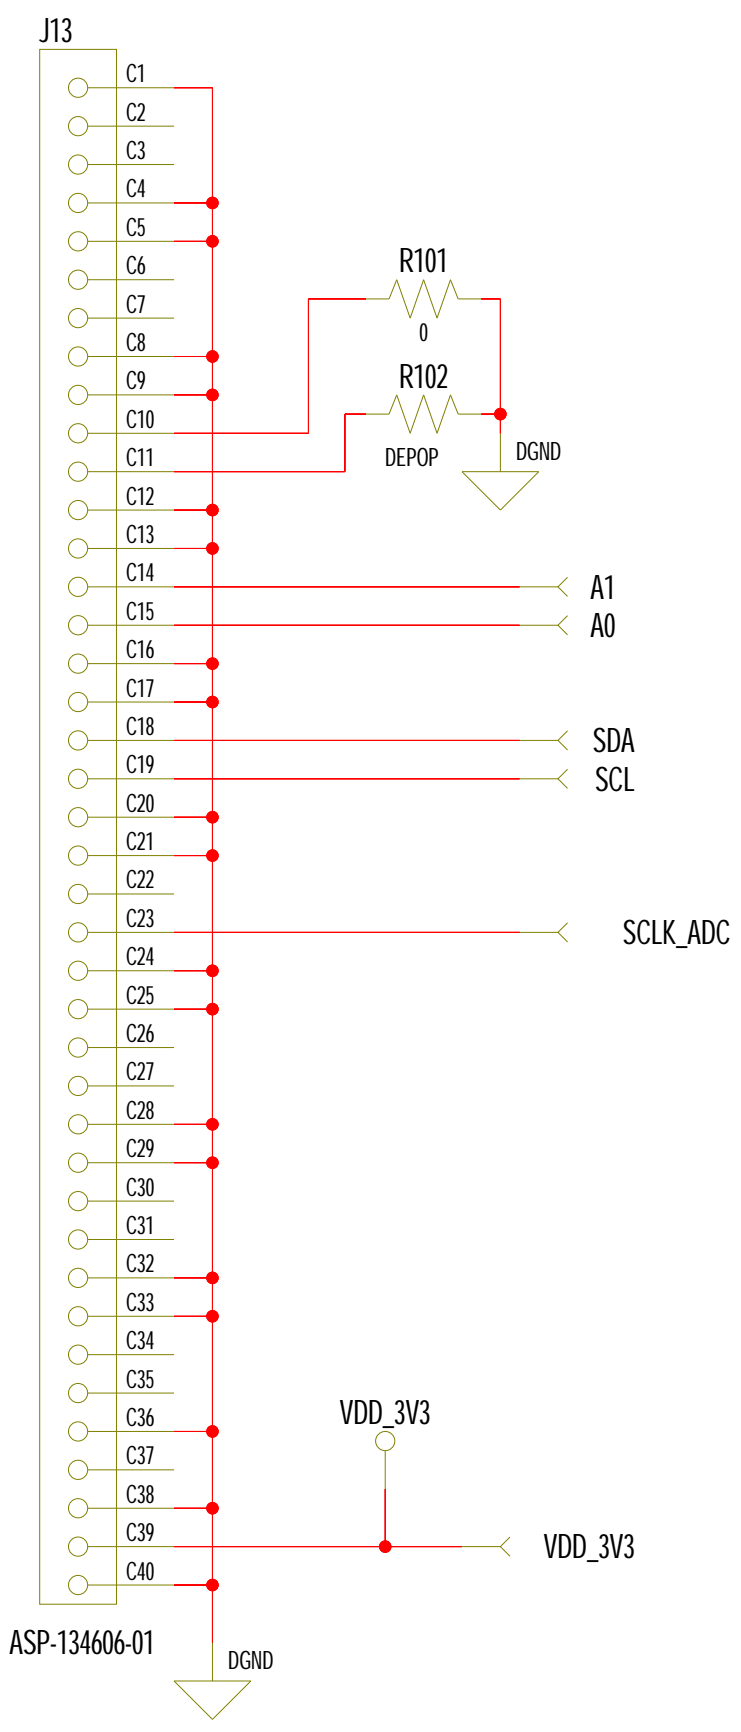 J13
C1
C2
C3
C4
C5
C6
R101
C7
0
C8
R102
C9
C10
DEPOP
DGND
C11
C12
C13
C14
A1
C15
A0
C16
C17
C18
SDA
C19
SCL
C20
C21
C22
C23
SCLK_ADC
C24
C25
C26
C27
C28
C29
C30
C31
C32
C33
C34
C35
VDD_3V3
C36
C37
C38
C39
VDD_3V3
C40
ASP-134606-01
DGND